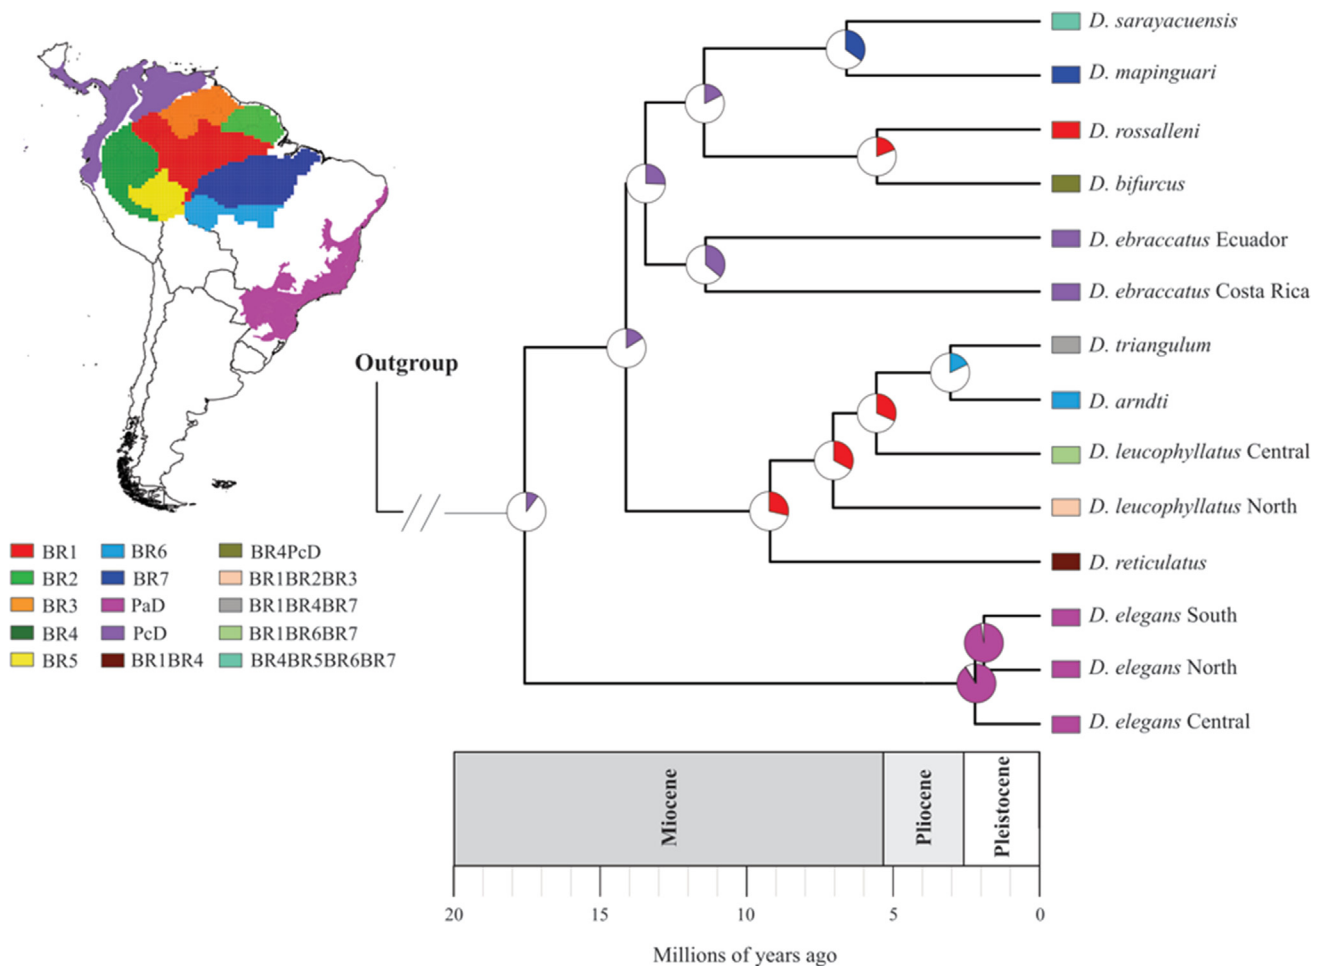 D. sarayacuensis
D. mapinguari
D. rossalleni
D. bifurcus
D. ebraccatus Ecuador
D. ebraccatus Costa Rica
D. triangulum
D. arndti
D. leucophyllatus Central
D. leucophyllatus North
D. reticulatus
D. elegans South
D. elegans North
D. elegans Central
Outgroup
BR1
BR2
BR3
BR4
BR5
BR6
BR7
PaD
PcD
BR1BR4
BR4PcD
BR1BR2BR3
BR1BR4BR7
BR1BR6BR7
BR4BR5BR6BR7
Miocene
Pliocene
Pleistocene
20 15 10 5 0
Millions of years ago